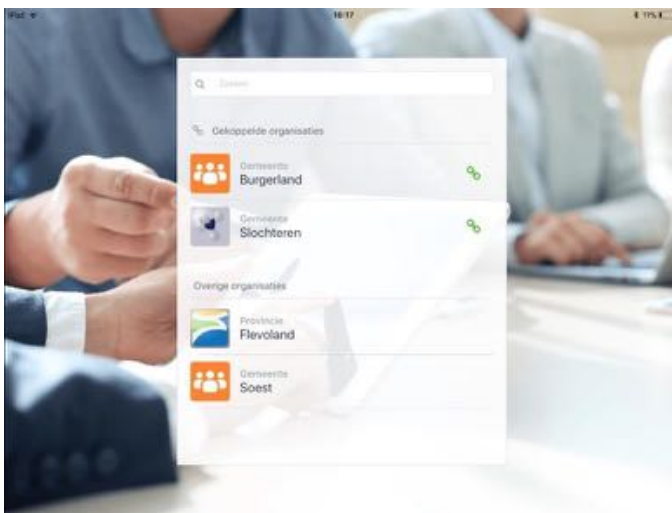 iPad
16:17
Zoeken
Gekoppelde organisaties
Gemeente
Burgerland
Gemeente
Slochteren
Overige organisaties
Provincie
Flevoland
Gemeente
Soest